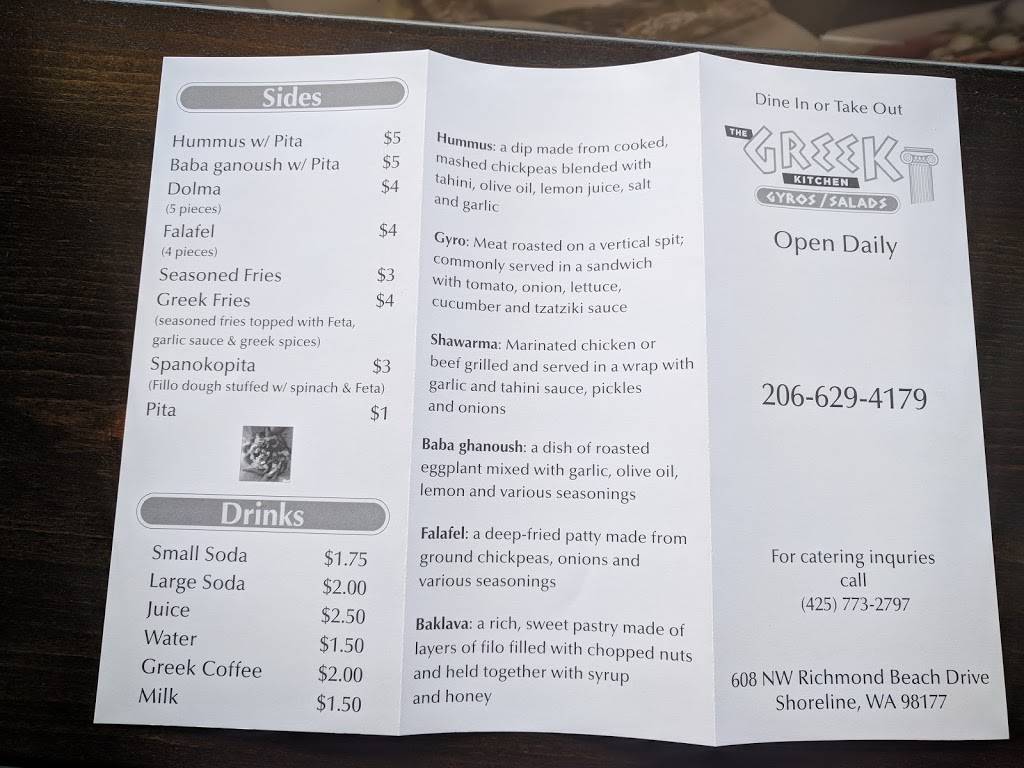 Sides
Hummus w/ Pita $5
Baba ganoush w/ Pita $5
Dolma $4
(5 pieces)
Falafel $4
(4 pieces)
Seasoned Fries $3
Greek Fries $4
(seasoned fries topped with Feta,
garlic sauce & greek spices)
Spanokopita $3
(Fillo dough stuffed w/ spinach & Feta)
Pita $1
Drinks
Small Soda $1.75
Large Soda $2.00
Juice $2.50
Water $1.50
Greek Coffee $2.00
Milk $1.50
Hummus: a dip made from cooked,
mashed chickpeas blended with
tahini, olive oil, lemon juice, salt
and garlic
Gyro: Meat roasted on a vertical spit;
commonly served in a sandwich
with tomato, onion, lettuce,
cucumber and tzatziki sauce
Shawarma: Marinated chicken or
beef grilled and served in a wrap with
garlic and tahini sauce, pickles
and onions
Baba ghanoush: a dish of roasted
eggplant mixed with garlic, olive oil,
lemon and various seasonings
Falafel: a deep-fried patty made from
ground chickpeas, onions and
various seasonings
Baklava: a rich, sweet pastry made of
layers of filo filled with chopped nuts
and held together with syrup
and honey
Dine In or Take Out
THE
GREEK
KITCHEN
GYROS/SALADS
Open Daily
206-629-4179
For catering inquries
call
(425) 773-2797
608 NW Richmond Beach Drive
Shoreline, WA 98177